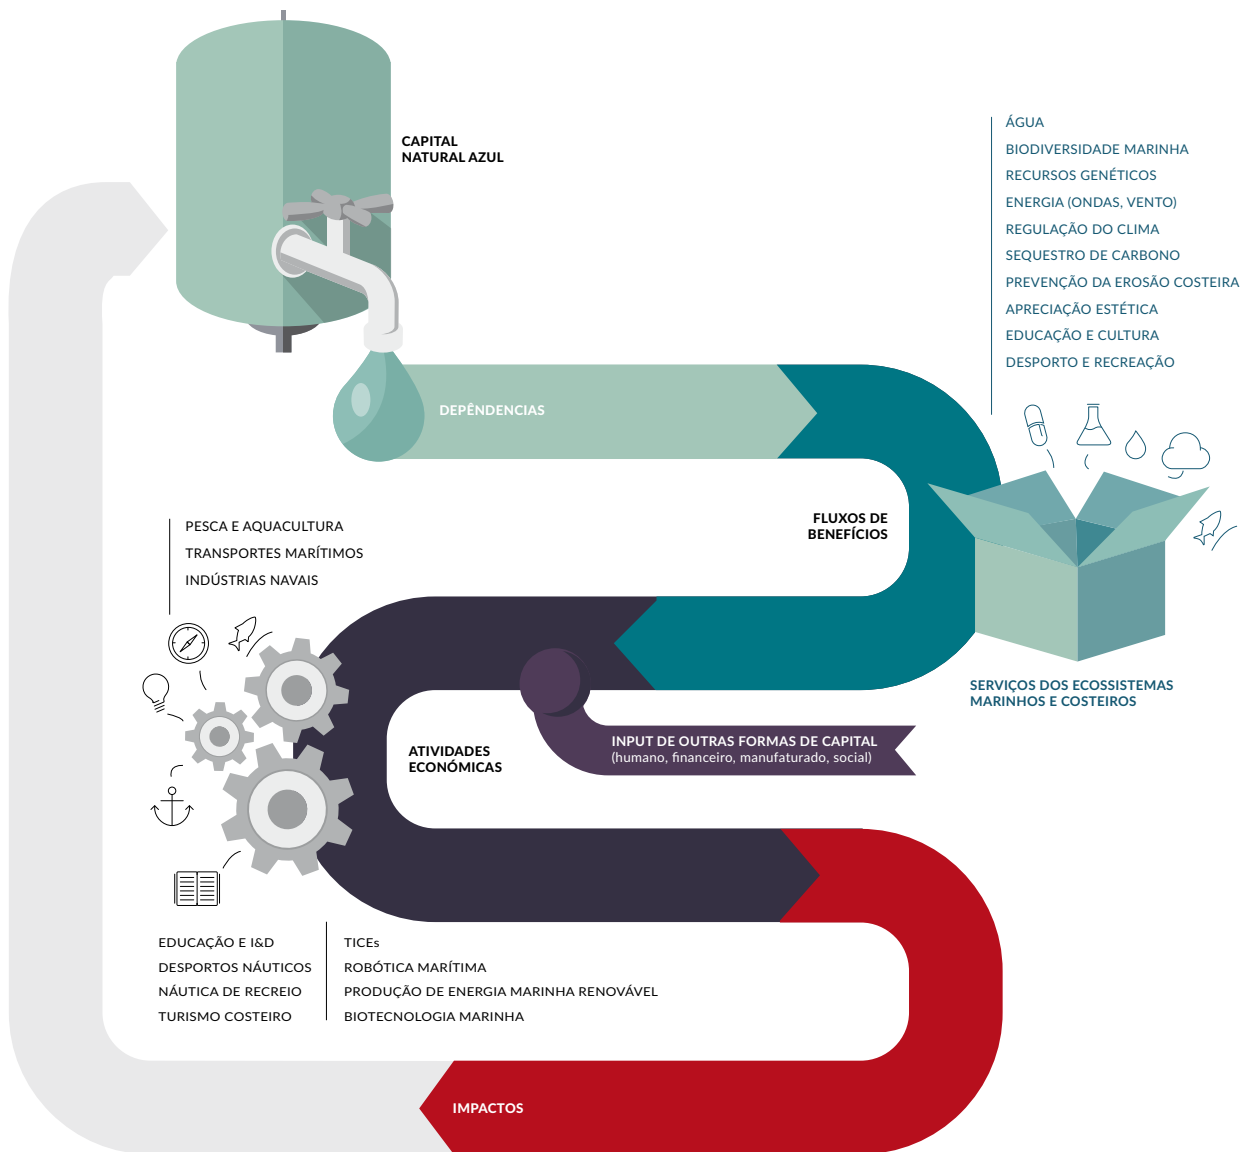 CAPITAL
NATURAL AZUL
ÁGUA
BIODIVERSIDADE MARINHA
RECURSOS GENÉTICOS
ENERGIA (ONDAS, VENTO)
REGULAÇÃO DO CLIMA
SEQUESTRO DE CARBONO
PREVENÇÃO DA EROSÃO COSTEIRA
APRECIAÇÃO ESTÉTICA
EDUCAÇÃO E CULTURA
DESPORTO E RECREAÇÃO
DEPÊNDENCIAS
FLUXOS DE
BENEFÍCIOS
SERVIÇOS DOS ECOSSISTEMAS
MARINHOS E COSTEIROS
PESCA E AQUACULTURA
TRANSPORTES MARÍTIMOS
INDÚSTRIAS NAVAIS
INPUT DE OUTRAS FORMAS DE CAPITAL
(humano, financeiro, manufaturado, social)
ATIVIDADES
ECONÓMICAS
EDUCAÇÃO E I&D
DESPORTOS NÁUTICOS
NÁUTICA DE RECREIO
TURISMO COSTEIRO
TICEs
ROBÓTICA MARÍTIMA
PRODUÇÃO DE ENERGIA MARINHA RENOVÁVEL
BIOTECNOLOGIA MARINHA
IMPACTOS